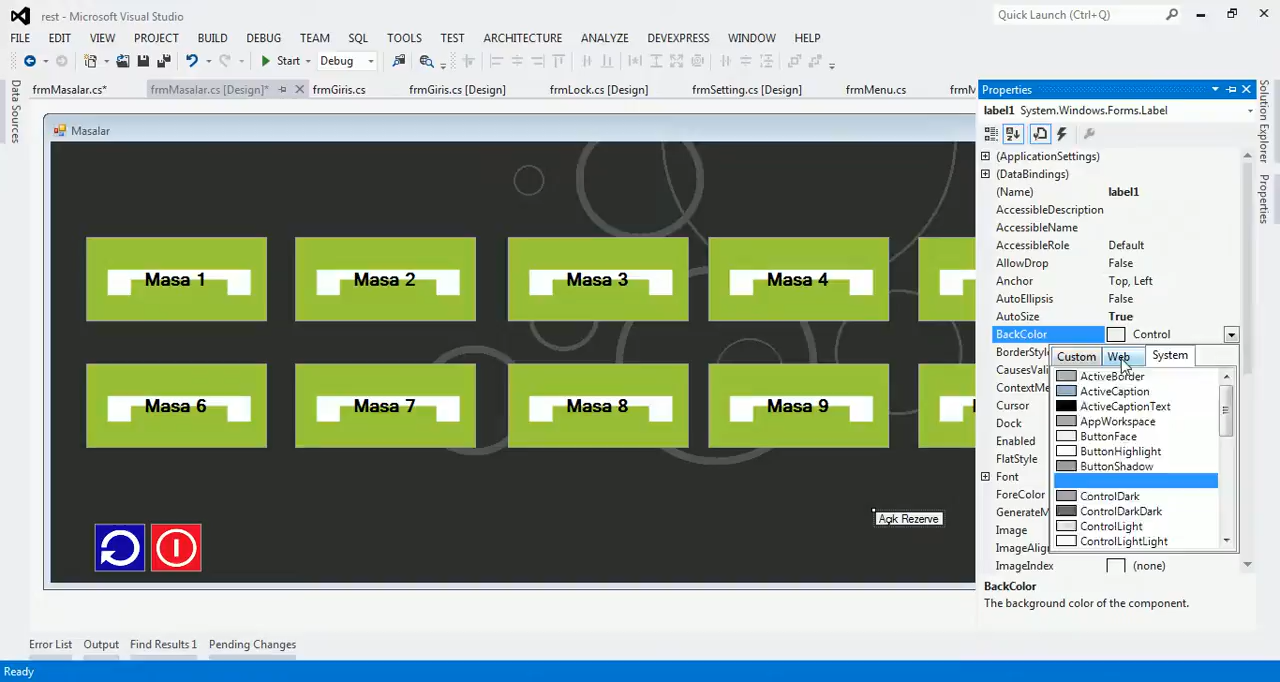 rest - Microsoft Visual Studio
Quick Launch (Ctrl+Q)
FILE EDIT VIEW PROJECT BUILD DEBUG TEAM SQL TOOLS TEST ARCHITECTURE ANALYZE DEVEXPRESS WINDOW HELP
Start Debug
frmMasalar.cs* frmMasalar.cs [Design]* frmGiris.cs frmGiris.cs [Design] frmLock.cs [Design] frmSetting.cs [Design] frmMenu.cs
Data Sources
Masalar
Masa 1 Masa 2 Masa 3 Masa 4
Masa 6 Masa 7 Masa 8 Masa 9
Açık Rezerve
Properties
label1 System.Windows.Forms.Label
(ApplicationSettings)
(DataBindings)
(Name) label1
AccessibleDescription
AccessibleName
AccessibleRole Default
AllowDrop False
Anchor Top, Left
AutoEllipsis False
AutoSize True
BackColor Control
Custom Web System
ActiveBorder
ActiveCaption
ActiveCaptionText
AppWorkspace
ButtonFace
ButtonHighlight
ButtonShadow
ControlDark
ControlDarkDark
ControlLight
ControlLightLight
Cursor
Dock
Enabled
FlatStyle
Font
ForeColor
Image
ImageIndex (none)
BackColor
The background color of the component.
Solution Explorer
Properties
Error List Output Find Results 1 Pending Changes
Ready